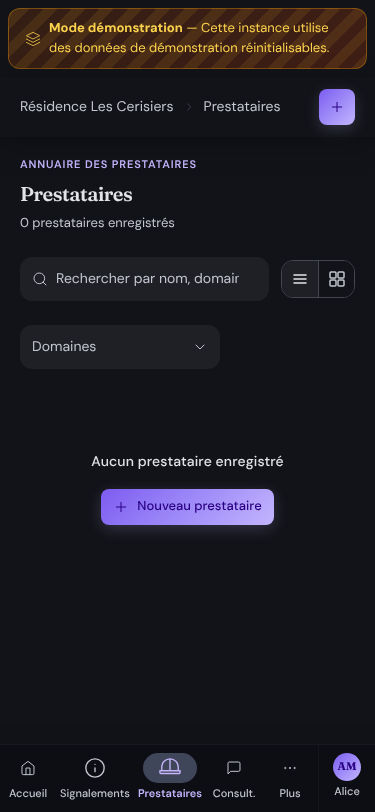 Mode démonstration — Cette instance utilise
des données de démonstration réinitialisables.
Résidence Les Cerisiers > Prestataires
ANNUAIRE DES PRESTATAIRES
Prestataires
0 prestataires enregistrés
Rechercher par nom, domair
Domaines
Aucun prestataire enregistré
Nouveau prestataire
AM
Accueil Signalements Prestataires Consult. Plus Alice